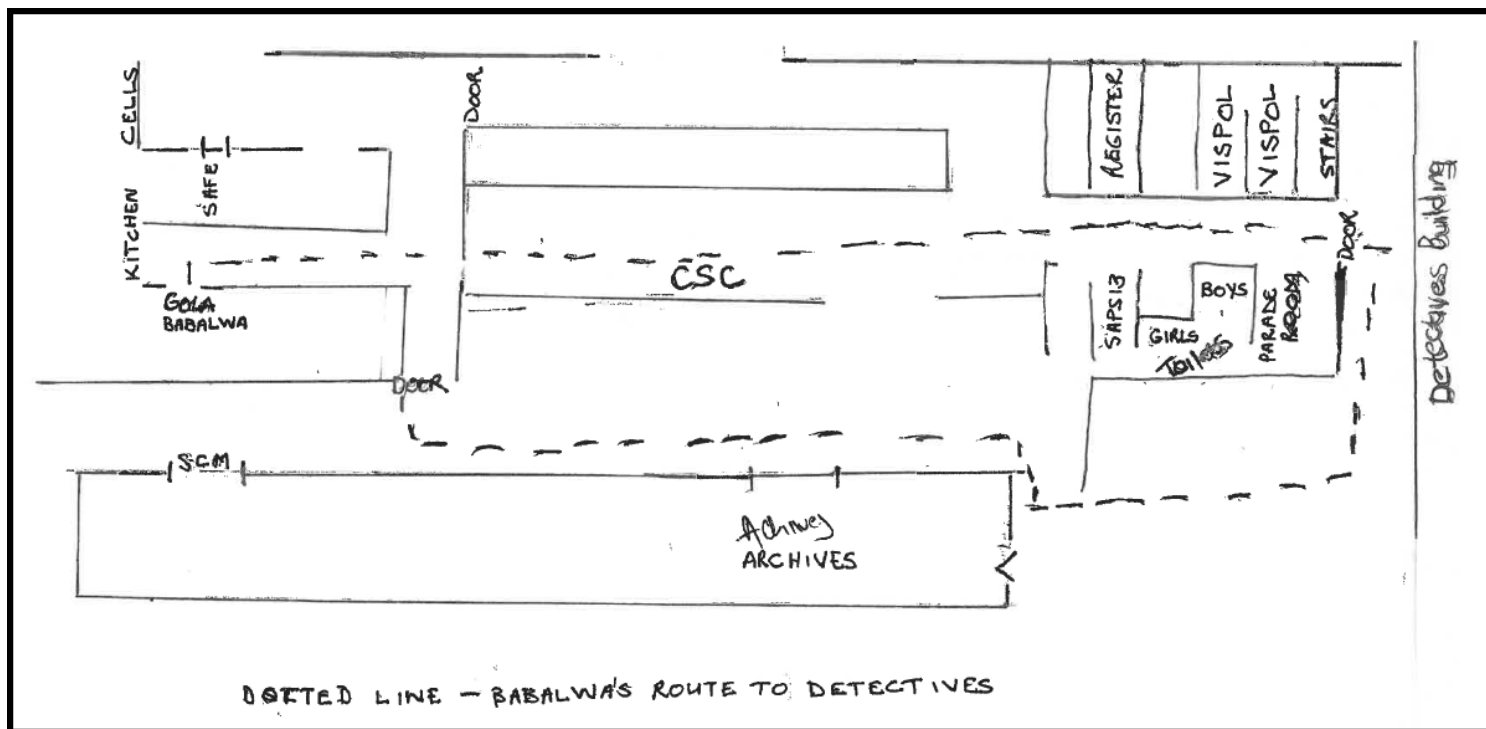 CELLS
SAFE
KITCHEN
GOLA
BABALWA
DOOR
DOOR
CSC
REGISTER
VISPOL
VISPOL
STAIRS
DOOR
SAPS13
GIRLS
BOYS
Toilets
PARADE
ROOM
Detectives Building
SCM
ARCHIVES
DOTTED LINE - BABALWA'S ROUTE TO DETECTIVES